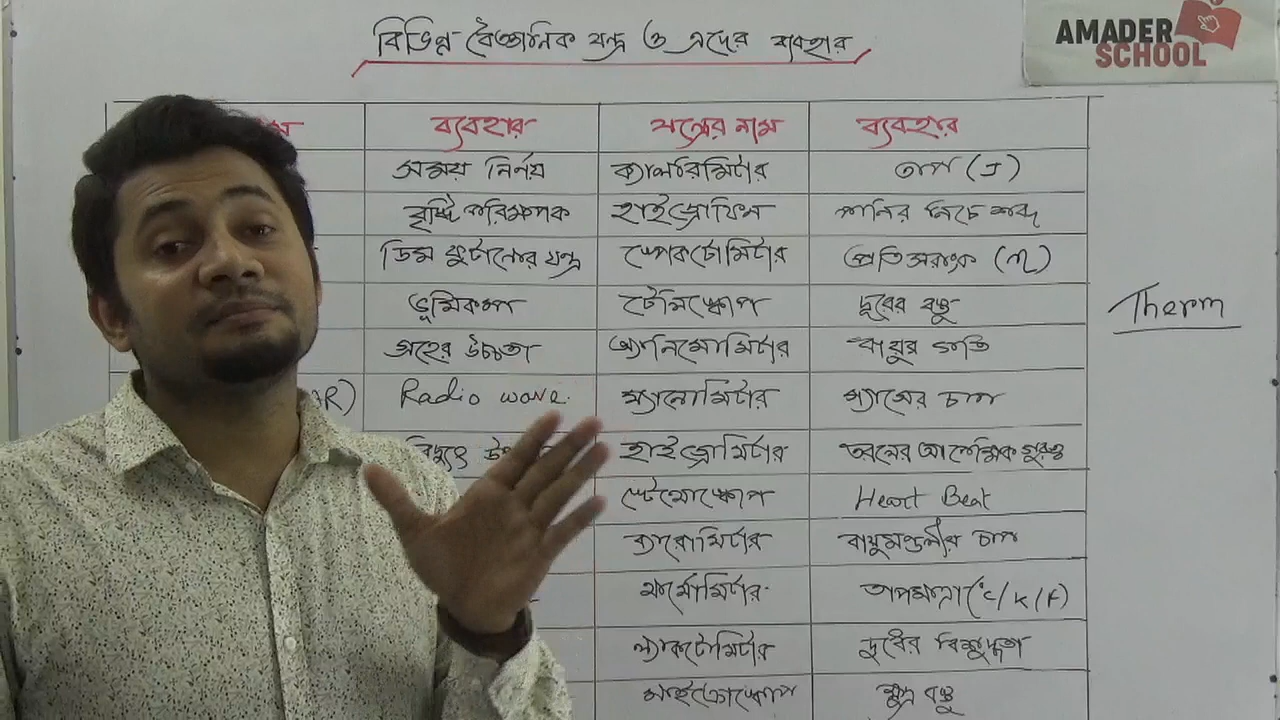 বিভিন্ন বৈজ্ঞানিক যন্ত্র ও এদের ব্যবহার
AMADER
SCHOOL
ব্যবহার যন্ত্রের নাম ব্যবহার
সময় নির্ণয় ক্যালরিমিটার তাপ (J)
বৃষ্টি পরিমাপক হাইড্রোফোন পানির নিচে শব্দ
ডিম ফুটানোর যন্ত্র স্পেকটোমিটার প্রতিসরাংক (η)
ভূমিকম্প টেলিস্কোপ দূরের বস্তু
Therm
গ্রহের উচ্চতা অ্যানিমোমিটার বায়ুর গতি
AR) Radio wave. ম্যানোমিটার গ্যাসের চাপ
বিদ্যুৎ হাইড্রোমিটার তরলের আপেক্ষিক গুরুত্ব
স্টেথোস্কোপ Heart Beat
ব্যারোমিটার বায়ুমণ্ডলীর চাপ
থার্মোমিটার তাপমাত্রা (°c/k/F)
ল্যাকটোমিটার দুধের বিশুদ্ধতা
মাইক্রোস্কোপ ক্ষুদ্র বস্তু